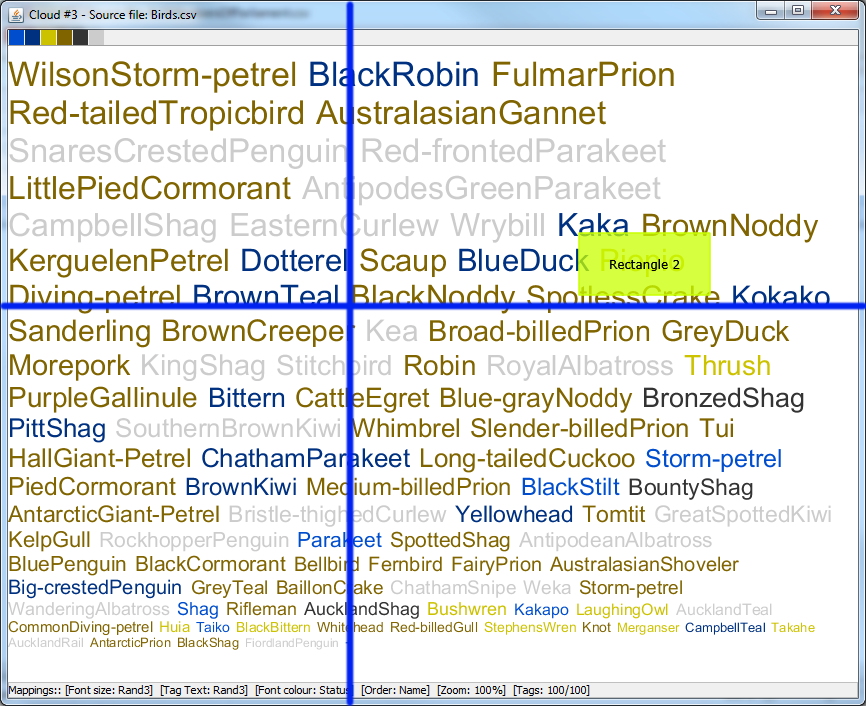 Cloud #3 - Source file: Birds.csv
WilsonStorm-petrel BlackRobin FulmarPrion
Red-tailedTropicbird AustralasianGannet
SnaresCrestedPenguin Red-frontedParakeet
LittlePiedCormorant AntipodesGreenParakeet
CampbellShag EasternCurlew Wrybill Kaka BrownNoddy
KerguelenPetrel Dotterel Scaup BlueDuck
Rectangle 2
Diving-petrel BrownTeal BlackNoddy SpotlessCrake Kokako
Sanderling BrownCreeper Kea Broad-billedPrion GreyDuck
Morepork KingShag Stitchbird Robin RoyalAlbatross Thrush
PurpleGallinule Bittern CattleEgret Blue-grayNoddy BronzedShag
PittShag SouthernBrownKiwi Whimbrel Slender-billedPrion Tui
HallGiant-Petrel ChathamParakeet Long-tailedCuckoo Storm-petrel
PiedCormorant BrownKiwi Medium-billedPrion BlackStilt BountyShag
AntarcticGiant-Petrel Bristle-thighedCurlew Yellowhead Tomtit GreatSpottedKiwi
KelpGull RockhopperPenguin Parakeet SpottedShag AntipodeanAlbatross
BluePenguin BlackCormorant Bellbird Fernbird FairyPrion AustralasianShoveler
Big-crestedPenguin GreyTeal BaillonCrake ChathamSnipe Weka Storm-petrel
WanderingAlbatross Shag Rifleman AucklandShag Bushwren Kakapo LaughingOwl AucklandTeal
CommonDiving-petrel Huia Taiko BlackBittern Whitehead Red-billedGull StephensWren Knot Merganser CampbellTeal Takahe
AucklandRail AntarcticPrion BlackShag FiordlandPenguin
Mappings:: [Font size: Rand3] [Tag Text: Rand3] [Font colour: Status] [Order: Name] [Zoom: 100%] [Tags: 100/100]